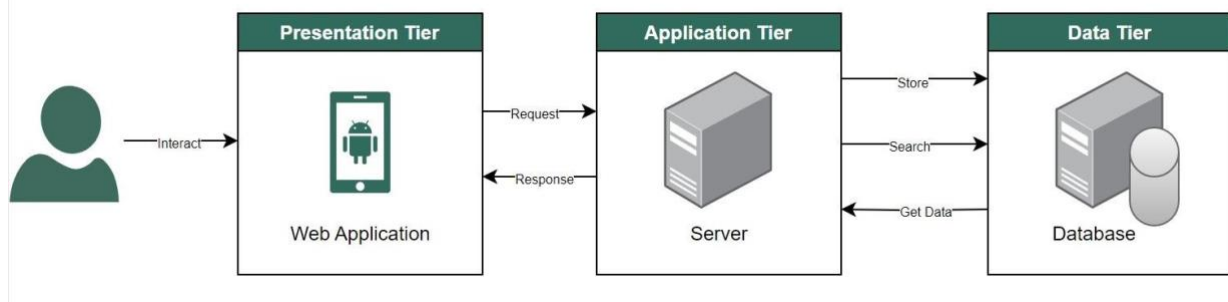 Presentation Tier
Application Tier
Data Tier
Interact
Request
Response
Store
Search
Get Data
Web Application
Server
Database